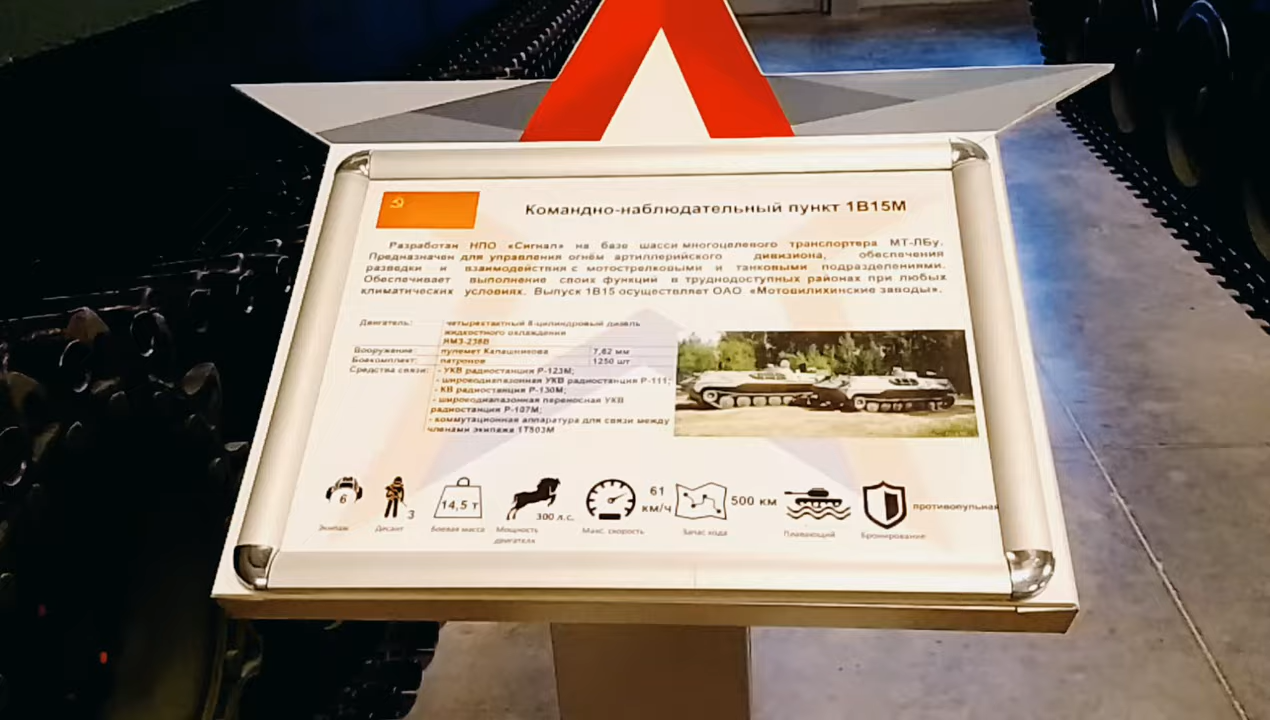 Командно-наблюдательный пункт 1В15М
Разработан НПО «Сигнал» на базе шасси многоцелевого транспортера МТ-ЛБу.
Предназначен для управления огнём артиллерийского дивизиона, обеспечения
разведки и взаимодействия с мотострелковыми и танковыми подразделениями.
Обеспечивает выполнение своих функций в труднодоступных районах при любых
климатических условиях. Выпуск 1В15 осуществляет ОАО «Мотовилихинские заводы».
Двигатель: четырехтактный 8-цилиндровый дизель
жидкостного охлаждения
ЯМЗ-238В
Вооружение: пулемет Калашникова 7,62 мм
Боекомплект: патронов 1250 шт
Средства связи: - УКВ радиостанция Р-123М;
- широкодиапазонная УКВ радиостанция Р-111;
- КВ радиостанция Р-130М;
- широкодиапазонная переносная УКВ
радиостанция Р-107М;
- коммутационная аппаратура для связи между
членами экипажа 1Т803М
6
3
14,5 т
300 л.с.
61
км/ч
500 км
противопульная
Экипаж
Десант
Боевая масса
Мощность
двигателя
Макс. скорость
Запас хода
Плавающий
Бронирование